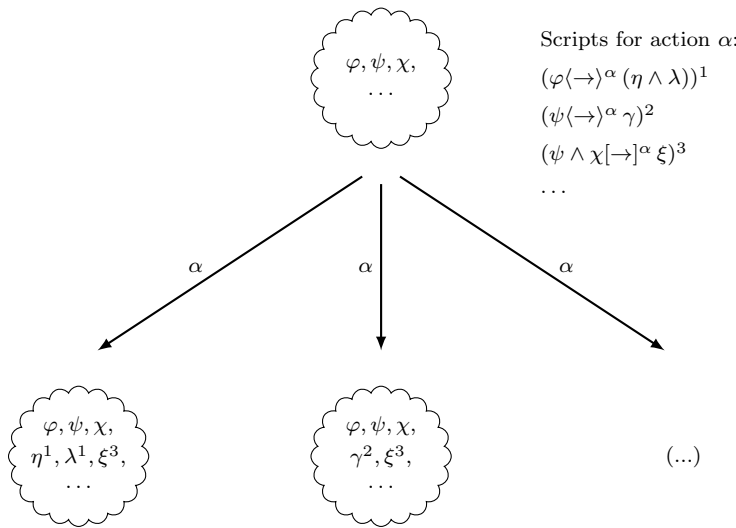 φ, ψ, χ,
· · ·
Scripts for action α:
(φ⟨→⟩^α (η ∧ λ))^1
(ψ⟨→⟩^α γ)^2
(ψ ∧ χ[→]^α ξ)^3
· · ·
α
α
α
φ, ψ, χ,
η^1, λ^1, ξ^3,
· · ·
φ, ψ, χ,
γ^2, ξ^3,
· · ·
(...)